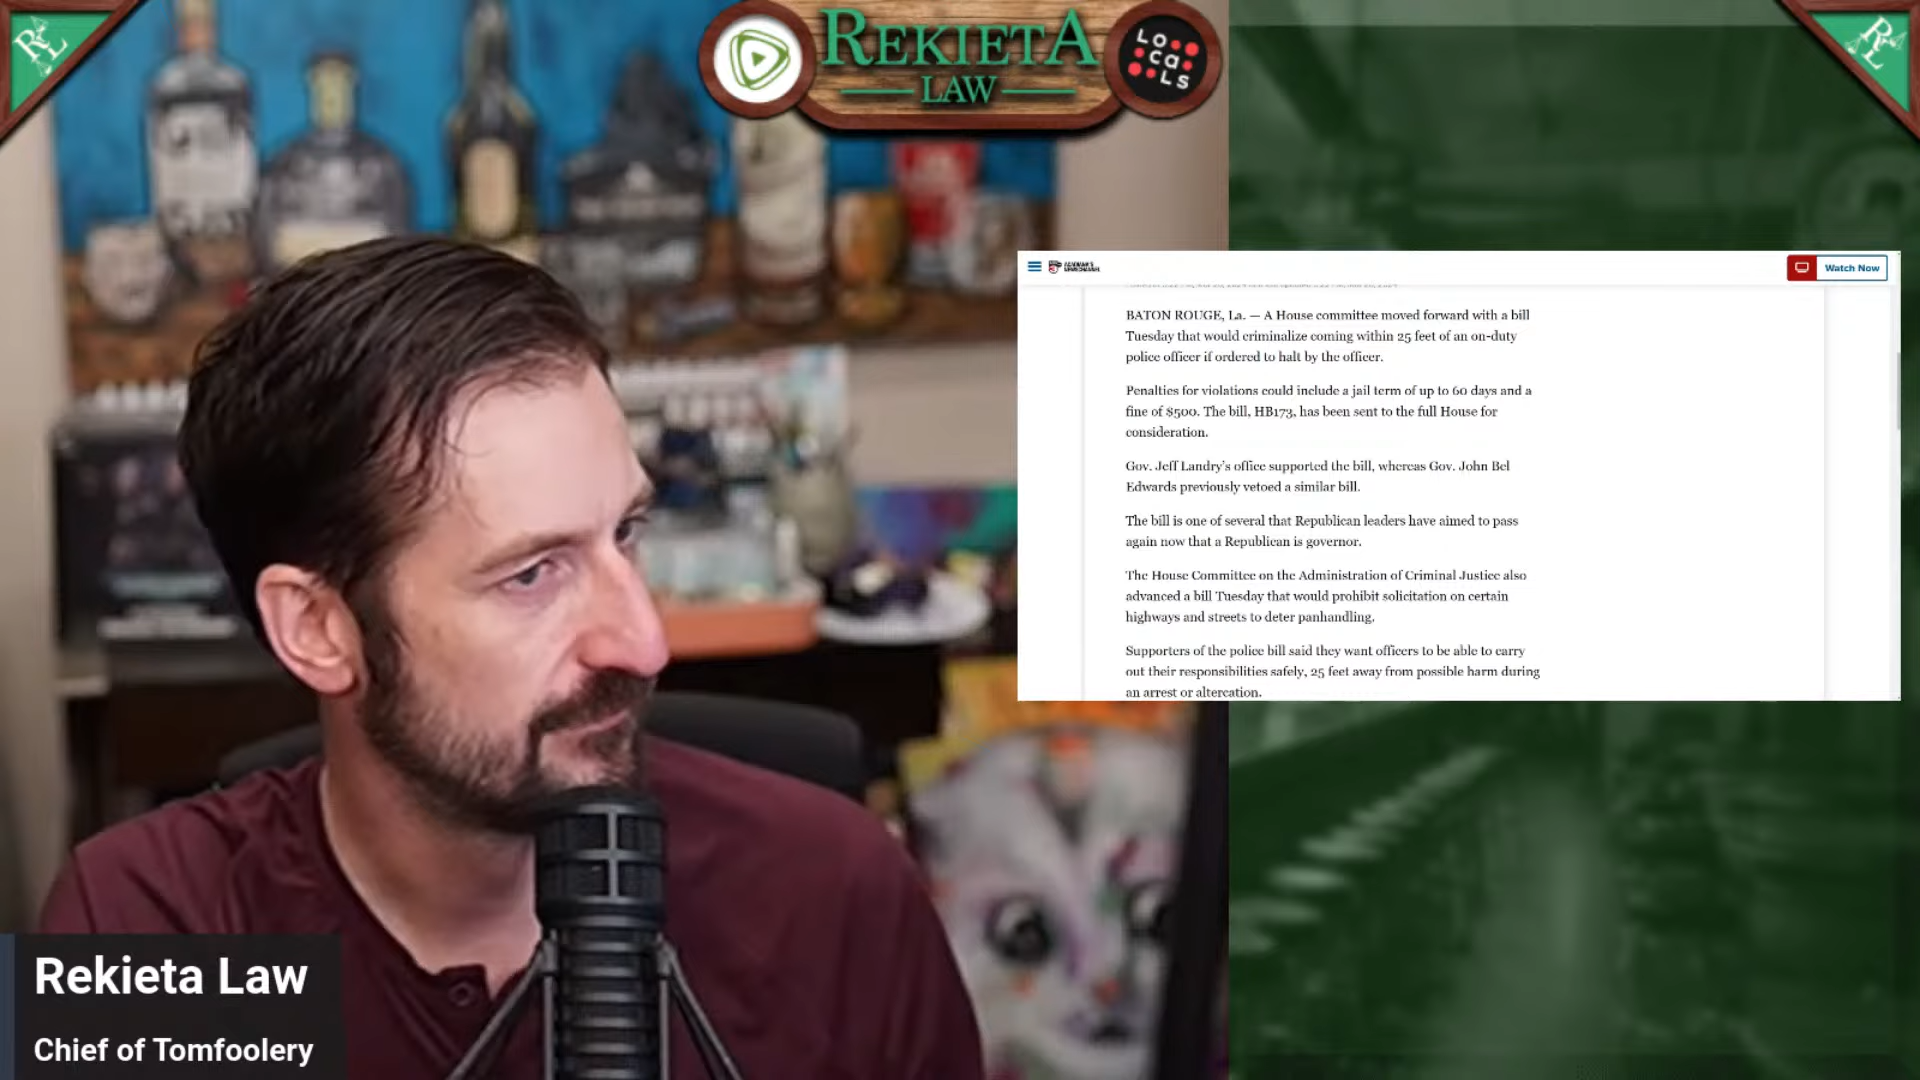 REKIETA
LAW
LO
ca
LS
RL
RL
Watch Now
BATON ROUGE, La. — A House committee moved forward with a bill
Tuesday that would criminalize coming within 25 feet of an on-duty
police officer if ordered to halt by the officer.
Penalties for violations could include a jail term of up to 60 days and a
fine of $500. The bill, HB173, has been sent to the full House for
consideration.
Gov. Jeff Landry's office supported the bill, whereas Gov. John Bel
Edwards previously vetoed a similar bill.
The bill is one of several that Republican leaders have aimed to pass
again now that a Republican is governor.
The House Committee on the Administration of Criminal Justice also
advanced a bill Tuesday that would prohibit solicitation on certain
highways and streets to deter panhandling.
Supporters of the police bill said they want officers to be able to carry
out their responsibilities safely, 25 feet away from possible harm during
an arrest or altercation.
Rekieta Law
Chief of Tomfoolery